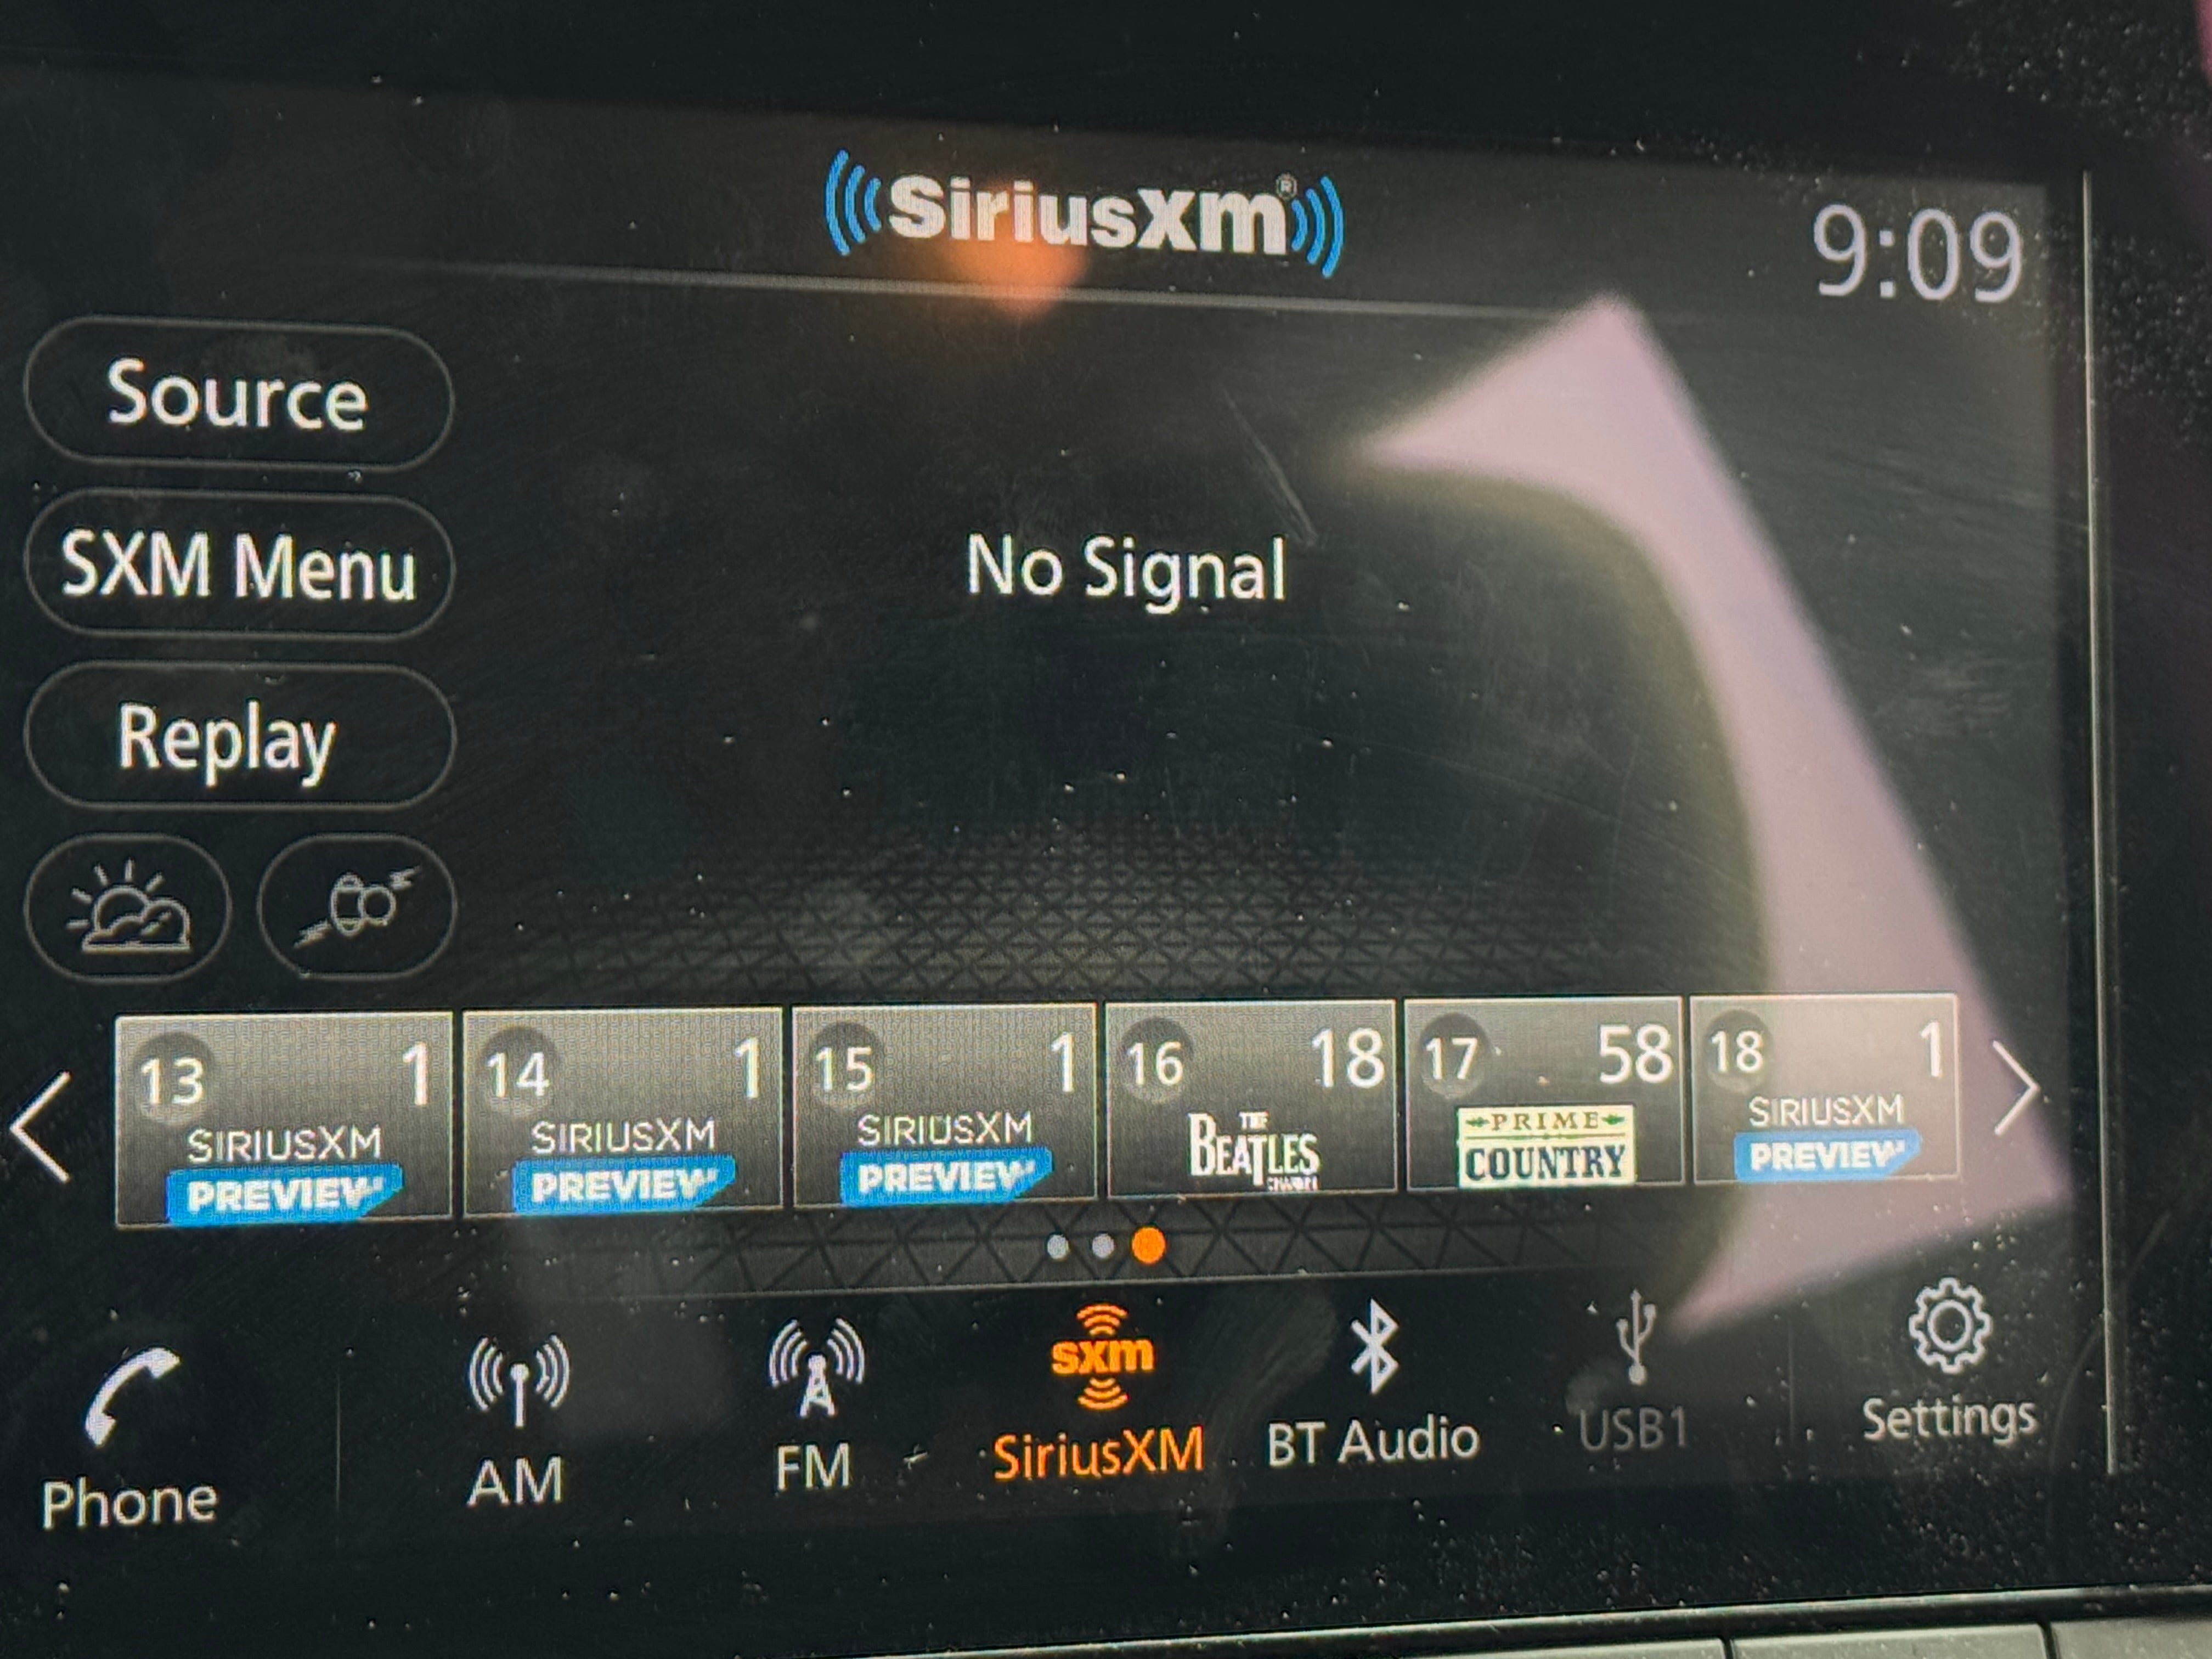 SiriusXM®
9:09
Source
SXM Menu
No Signal
Replay
13 1
SIRIUSXM
PREVIEW
14 1
SIRIUSXM
PREVIEW
15 1
SIRIUSXM
PREVIEW
16 18
THE
BEATLES
CHANNEL
17 58
PRIME
COUNTRY
18 1
SIRIUSXM
PREVIEW
Phone
AM
FM
sxm
SiriusXM
BT Audio
USB1
Settings